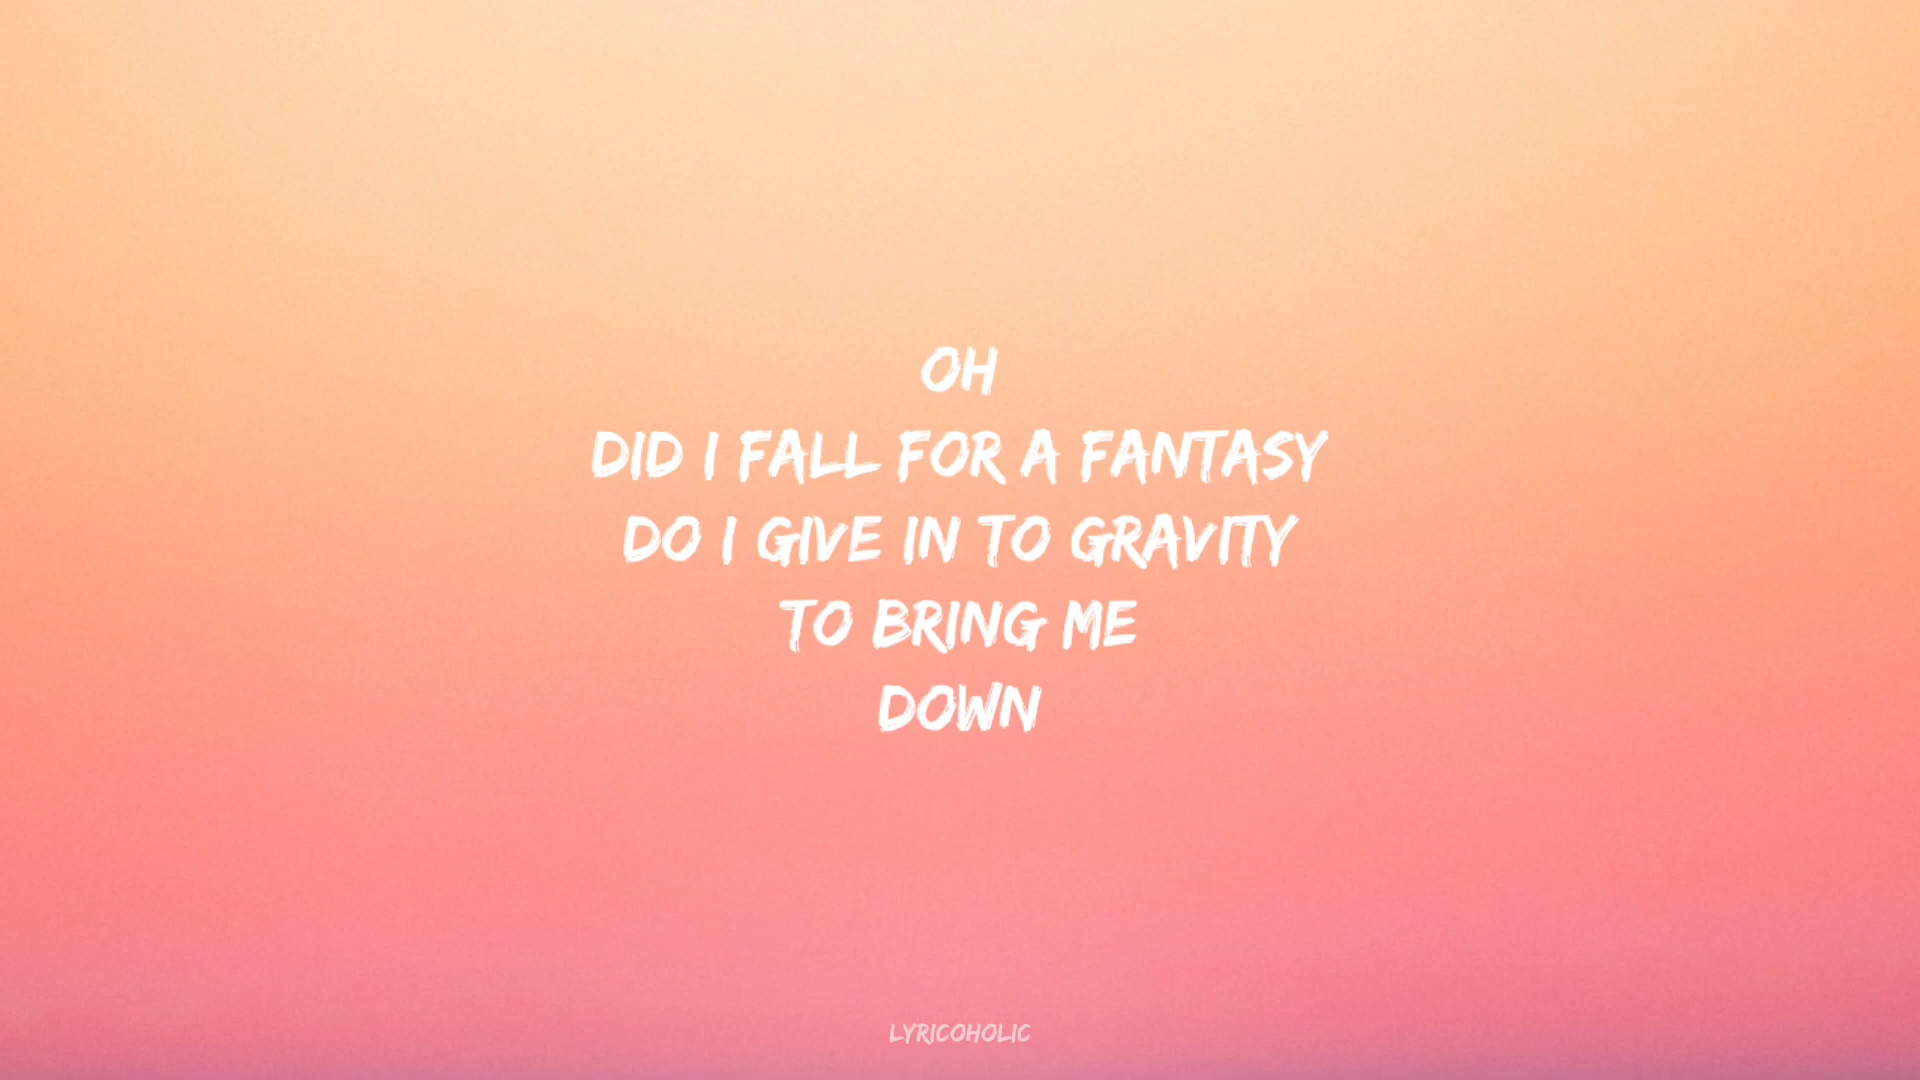 OH
DID I FALL FOR A FANTASY
DO I GIVE IN TO GRAVITY
TO BRING ME
DOWN
LYRICOHOLIC